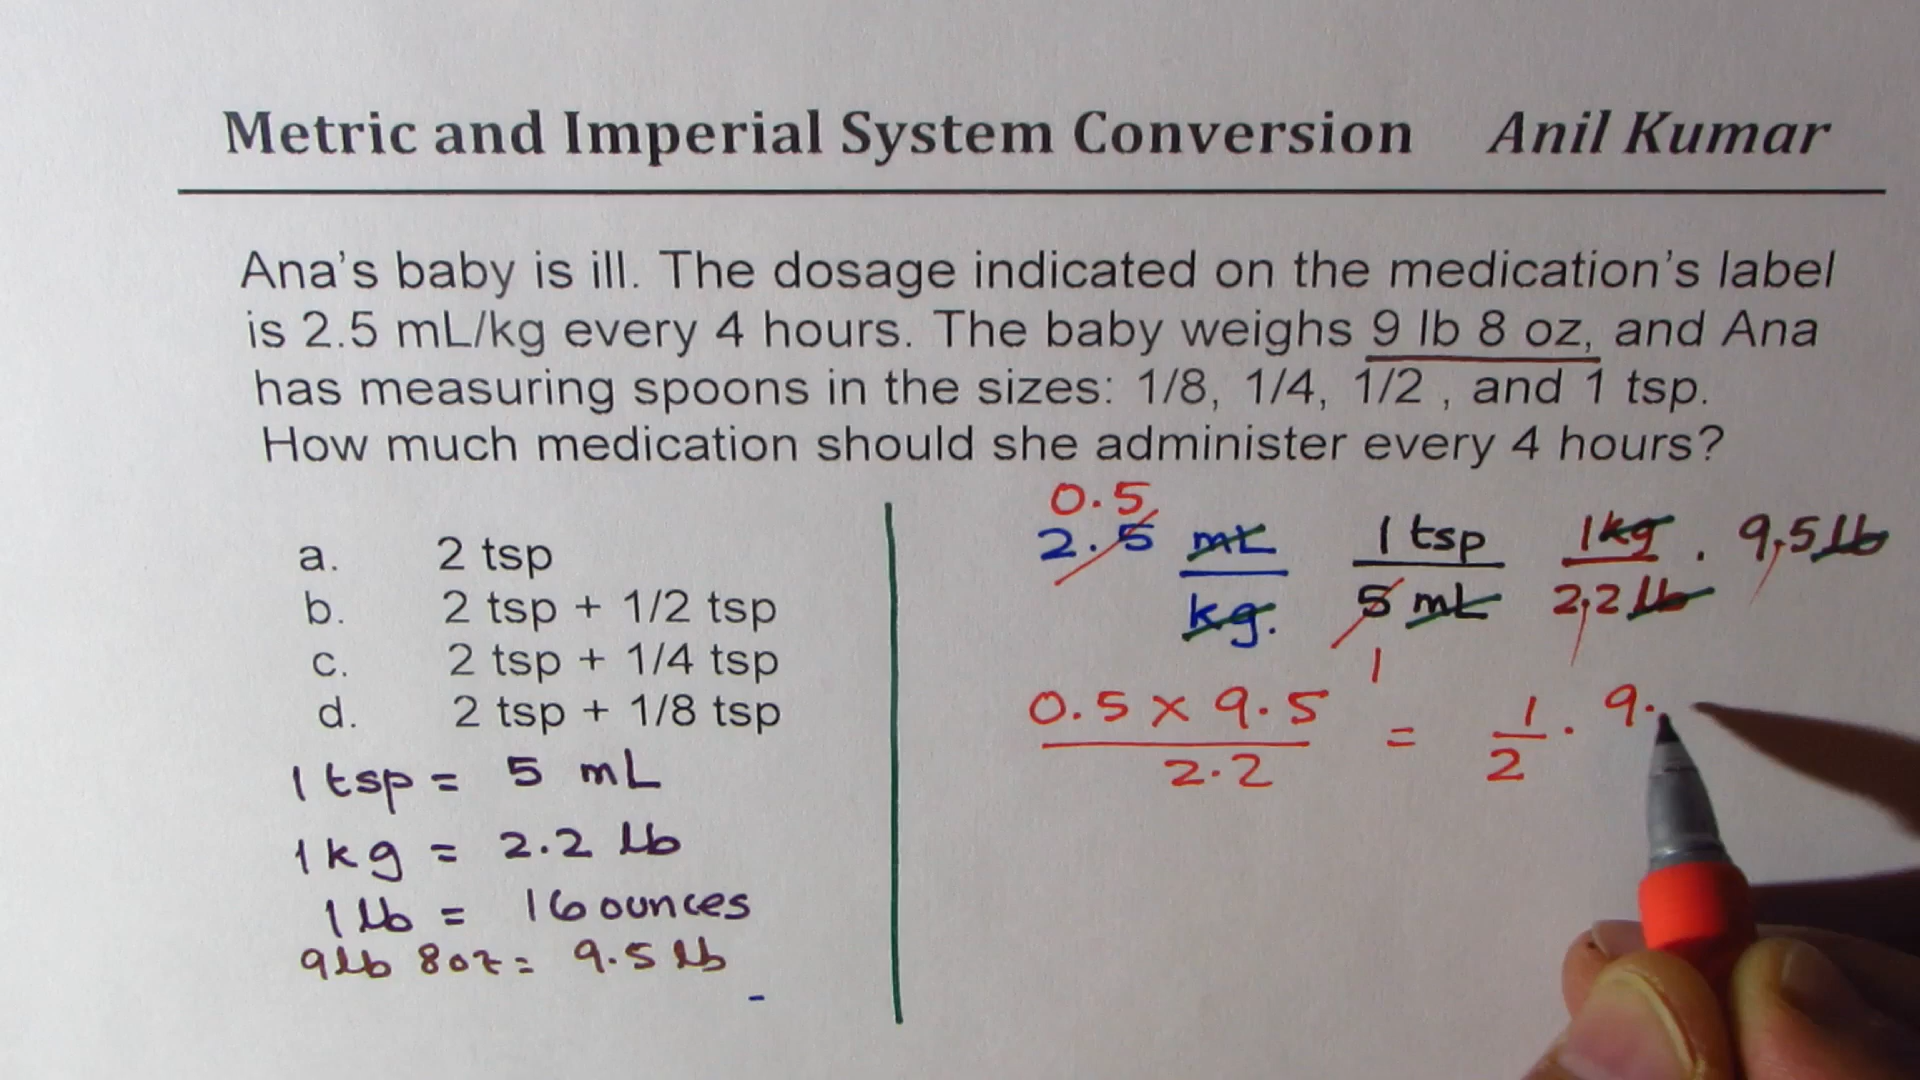 Metric and Imperial System Conversion Anil Kumar
Ana's baby is ill. The dosage indicated on the medication's label
is 2.5 mL/kg every 4 hours. The baby weighs 9 lb 8 oz, and Ana
has measuring spoons in the sizes: 1/8, 1/4, 1/2 , and 1 tsp.
How much medication should she administer every 4 hours?
a. 2 tsp
b. 2 tsp + 1/2 tsp
c. 2 tsp + 1/4 tsp
d. 2 tsp + 1/8 tsp
1 tsp = 5 mL
1 kg = 2.2 lb
1 lb = 16 ounces
9 lb 8 oz = 9.5 lb
0.5
2.5 mL 1 tsp 1 kg . 9.5 lb
kg. 5 mL 2.2 lb
1
0.5 x 9.5 = 1 . 9.
2.2 2